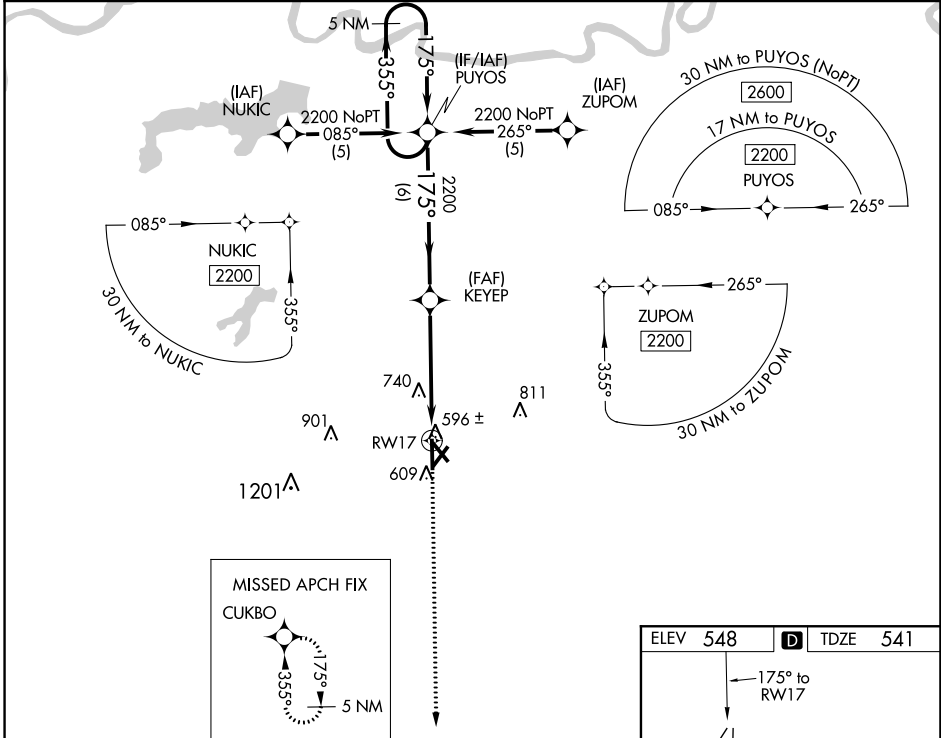 5 NM
175°
355°
(IF/IAF)
PUYOS
(IAF)
NUKIC
(IAF)
ZUPOM
2200 NoPT
085°
(5)
2200 NoPT
265°
(5)
30 NM to PUYOS (NoPT)
2600
17 NM to PUYOS
2200
PUYOS
085°
265°
2200
175°
(6)
085°
NUKIC
2200
355°
30 NM to NUKIC
(FAF)
KEYEP
265°
ZUPOM
2200
355°
30 NM to ZUPOM
740
811
901
596 ±
RW17
609
1201
MISSED APCH FIX
CUKBO
175°
355°
5 NM
ELEV 548 D TDZE 541
175° to
RW17